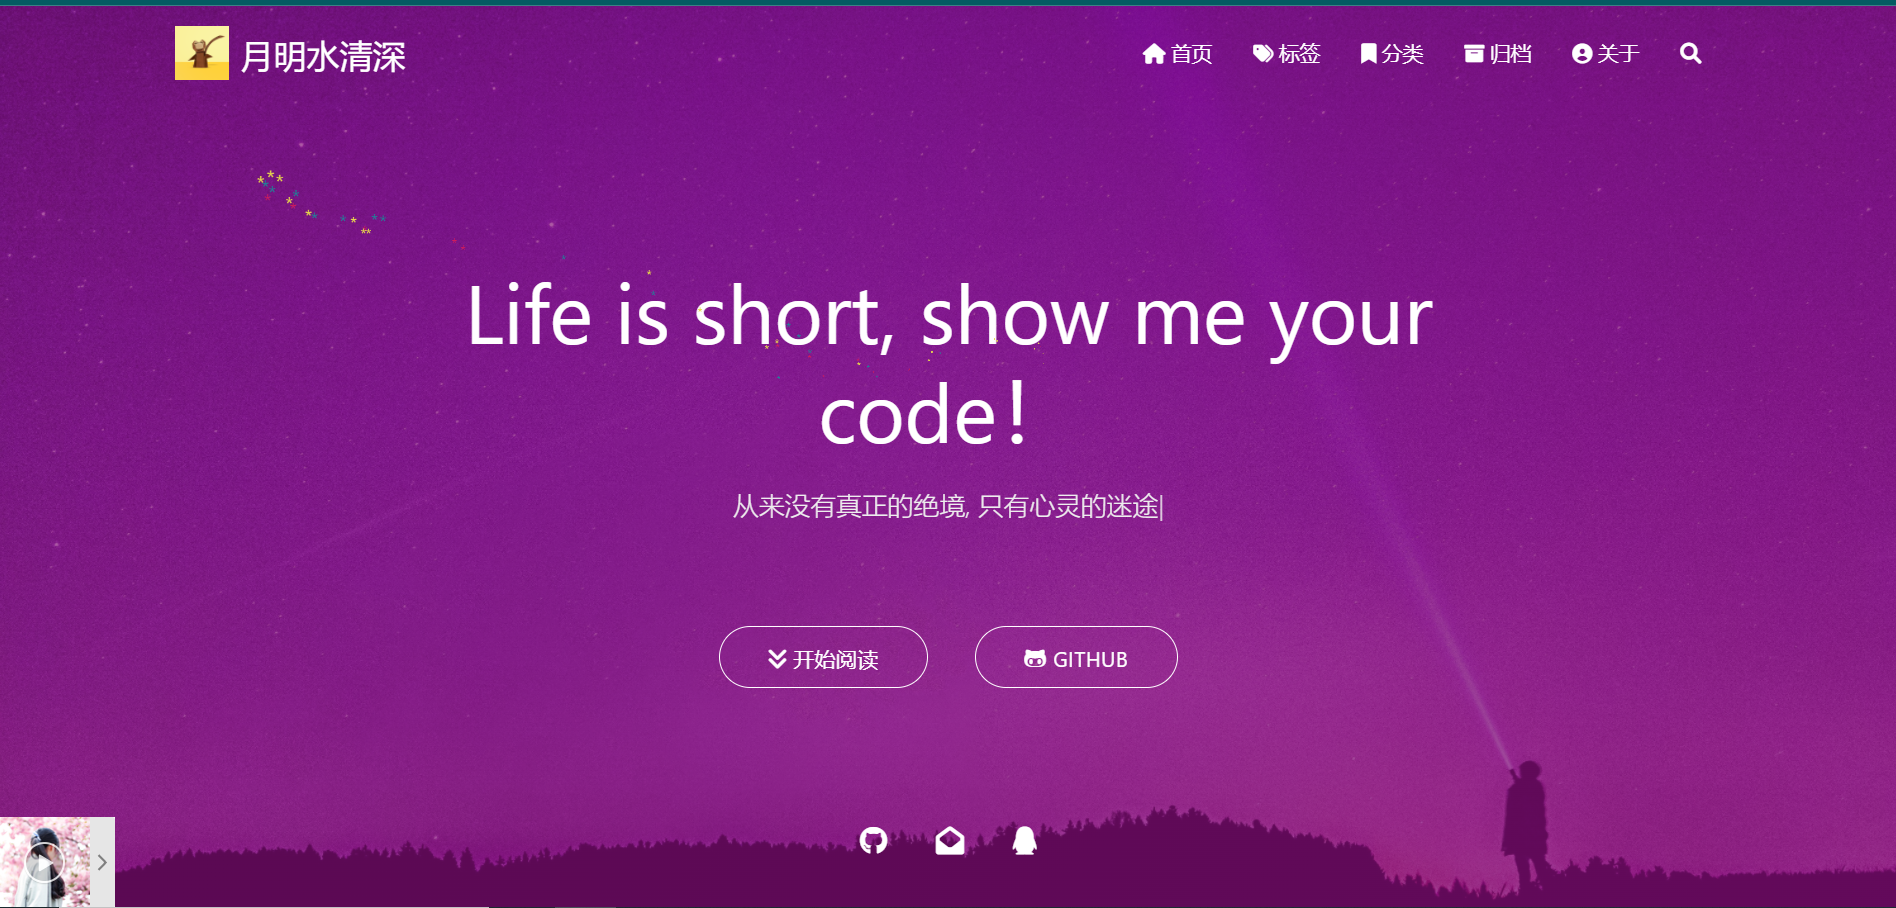 月明水清深
首页
标签
分类
归档
关于
Life is short, show me your
code！
从来没有真正的绝境, 只有心灵的迷途|
开始阅读
GITHUB